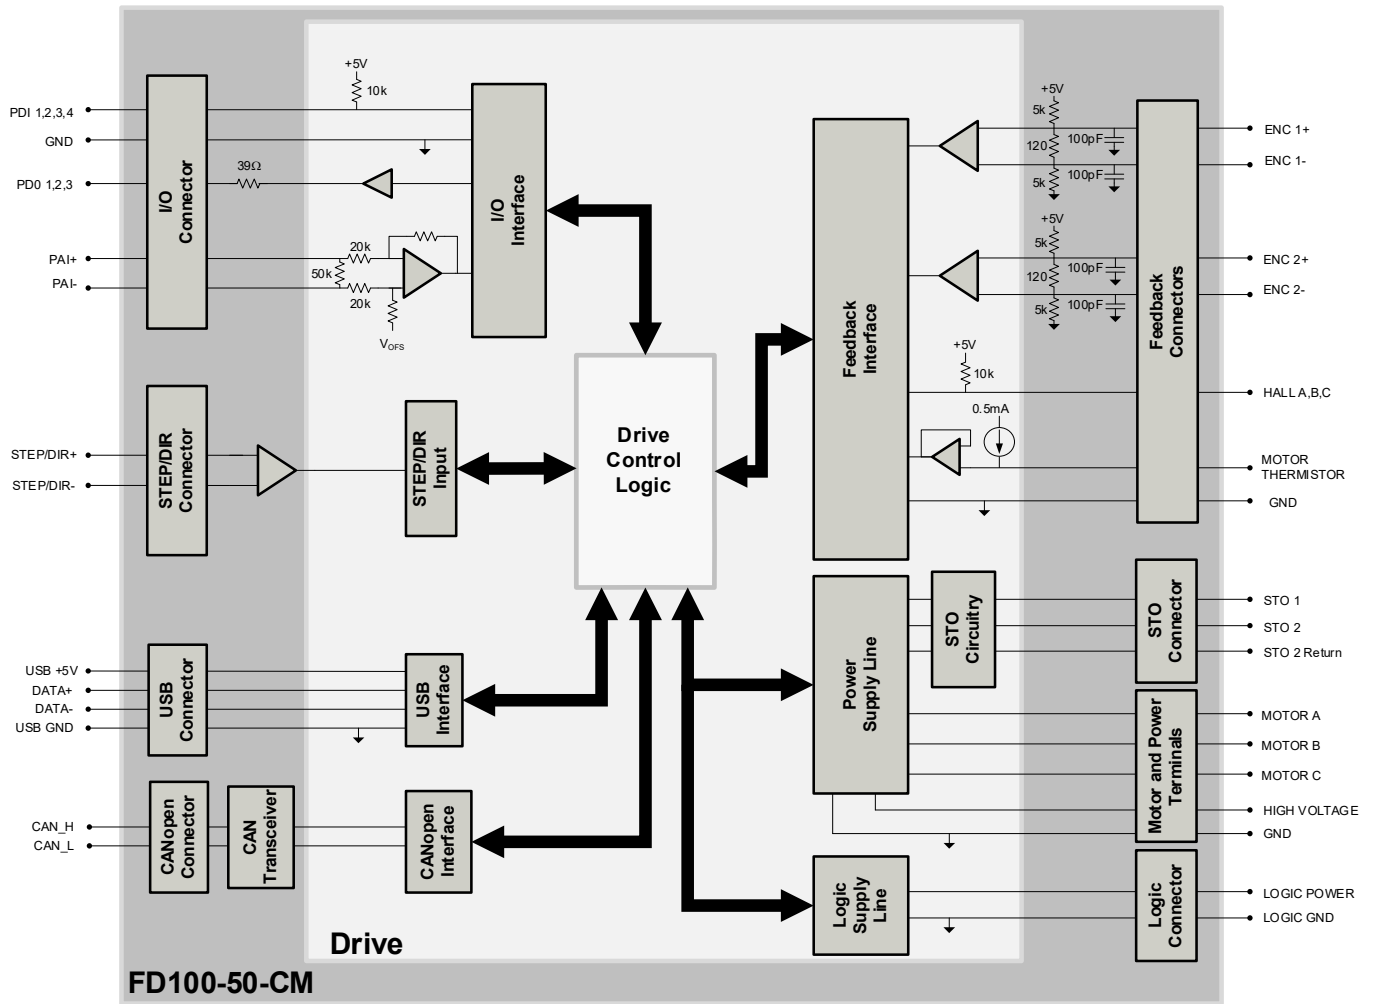 PDI 1,2,3,4
GND
PD0 1,2,3
PAI+
PAI-
I/O
Connector
+5V
10k
39Ω
20k
50k
20k
VOFS
I/O
Interface
STEP/DIR+
STEP/DIR-
STEP/DIR
Connector
STEP/DIR
Input
USB +5V
DATA+
DATA-
USB GND
USB
Connector
USB
Interface
CAN_H
CAN_L
CANopen
Connector
CAN
Transceiver
CANopen
Interface
Drive
Control
Logic
Feedback
Interface
+5V
5k
120
5k
100pF
100pF
+5V
5k
120
5k
100pF
100pF
+5V
10k
0.5mA
Feedback
Connectors
ENC 1+
ENC 1-
ENC 2+
ENC 2-
HALL A,B,C
MOTOR
THERMISTOR
GND
Power
Supply Line
STO
Circuitry
STO
Connector
STO 1
STO 2
STO 2 Return
Motor and Power
Terminals
MOTOR A
MOTOR B
MOTOR C
HIGH VOLTAGE
GND
Logic
Supply
Line
Logic
Connector
LOGIC POWER
LOGIC GND
Drive
FD100-50-CM